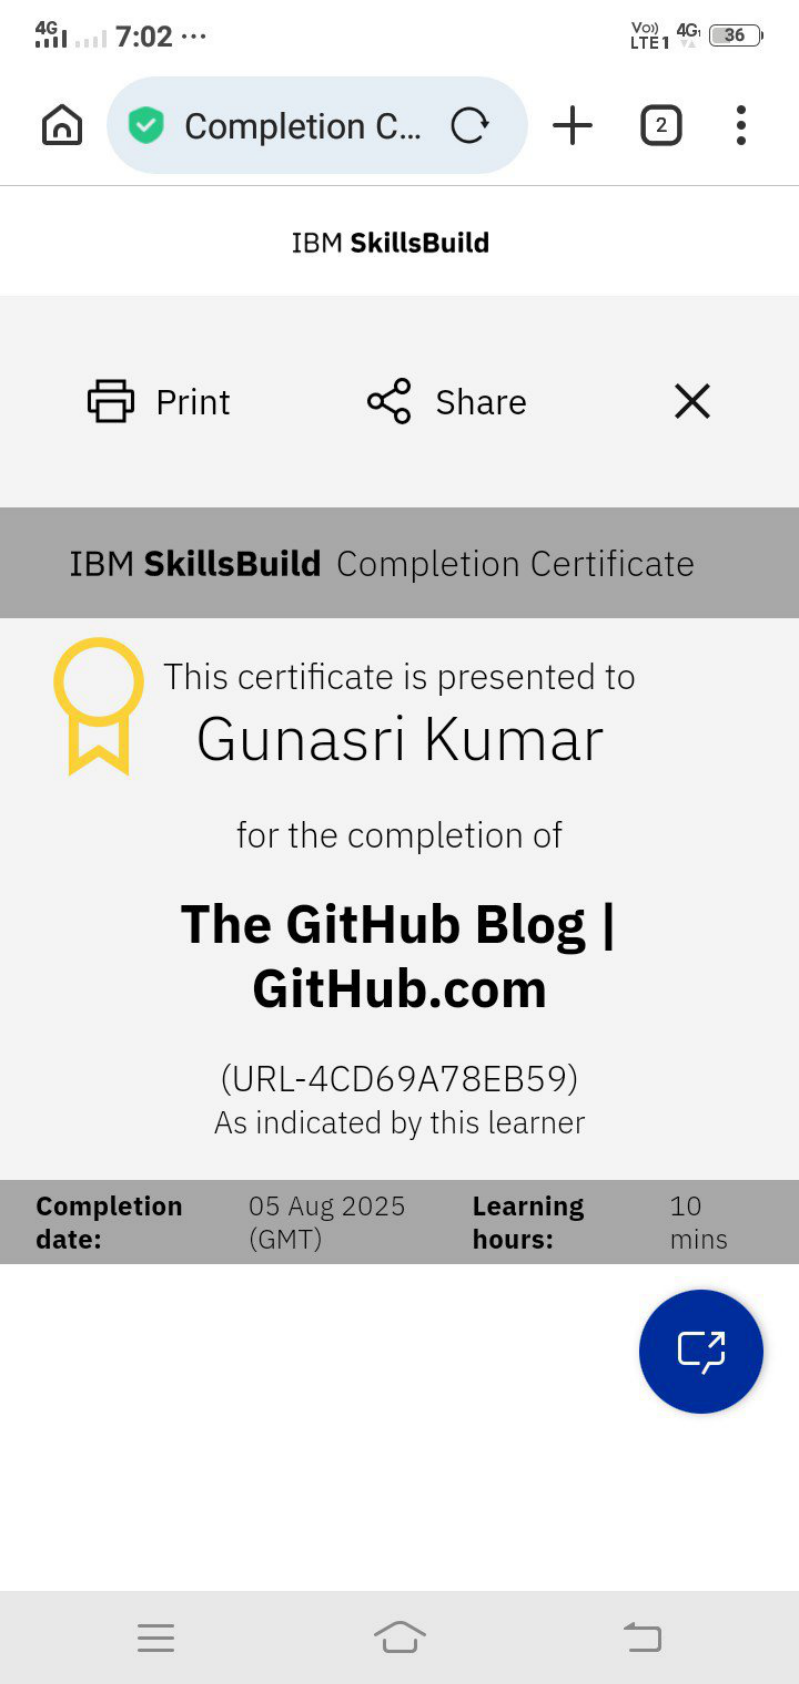 4G 7:02 ...
Vo)) LTE 1 4G 36
Completion C...
2
IBM SkillsBuild
Print Share
IBM SkillsBuild Completion Certificate
This certificate is presented to
Gunasri Kumar
for the completion of
The GitHub Blog |
GitHub.com
(URL-4CD69A78EB59)
As indicated by this learner
Completion date: 05 Aug 2025 (GMT) Learning hours: 10 mins